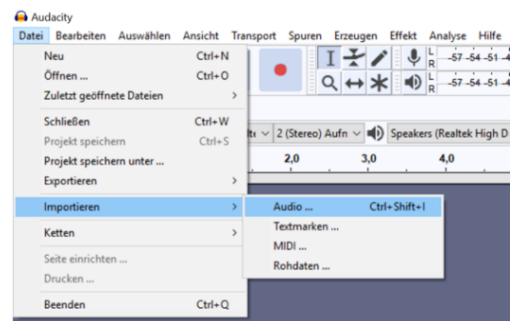 Audacity
Datei Bearbeiten Auswählen Ansicht Transport Spuren Erzeugen Effekt Analyse Hilfe
Neu Ctrl+N
Öffnen ... Ctrl+O
Zuletzt geöffnete Dateien >
Schließen Ctrl+W
Projekt speichern Ctrl+S
Projekt speichern unter ...
Exportieren >
Importieren >
Ketten >
Seite einrichten ...
Drucken ...
Beenden Ctrl+Q
Audio ... Ctrl+Shift+I
Textmarken ...
MIDI ...
Rohdaten ...
L
R
-57 -54 -51
L
R
-57 -54 -51
2 (Stereo) Aufn
Speakers (Realtek High D
2,0 3,0 4,0